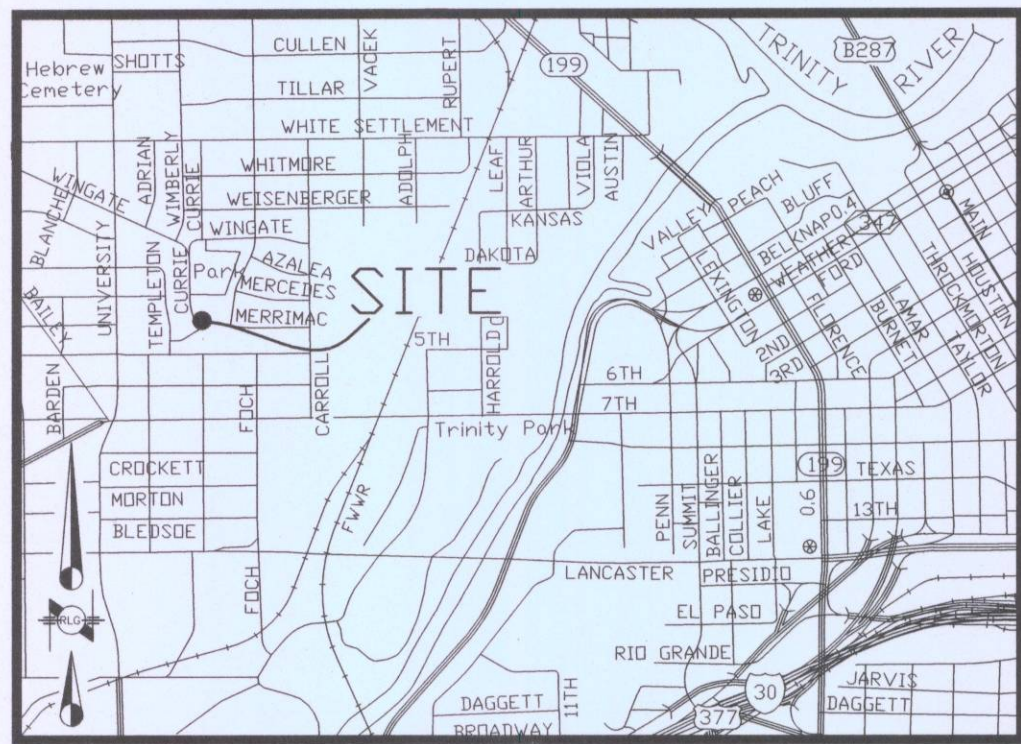 CULLEN
SHOTTS
Hebrew
Cemetery
VACEK
RUPERT
TILLAR
WHITE SETTLEMENT
199
TRINITY
RIVER
B287
ADRIAN
WIMBERLY
CURRIE
WHITMORE
WEISENBERGER
ADOLPH
LEAF
ARTHUR
VIOLA
AUSTIN
WINGATE
BLANCHE
UNIVERSITY
WINGATE
KANSAS
DAKOTA
VALLEY
PEACH
BLUFF
BELKNAP
0.4
343
WEATHER
FORD
MAIN
HOUSTON
THROCKMORTON
TAYLOR
LAMAR
BURNET
LEXINGTON
FLORENCE
2ND
3RD
TEMPLETON
CURRIE
Park
AZALEA
MERCEDES
MERRIMAC
SITE
BAILEY
5TH
HARROLD
6TH
7TH
BARDEN
FOCH
CARROLL
Trinity Park
CROCKETT
MORTON
BLEDSOE
FWWR
PENN
SUMMIT
BALLINGER
COLLIER
LAKE
199
0.6
TEXAS
13TH
LANCASTER
PRESIDIO
FOCH
RLG
EL PASO
RIO GRANDE
30
377
JARVIS
DAGGETT
11TH
DAGGETT
BROADWAY